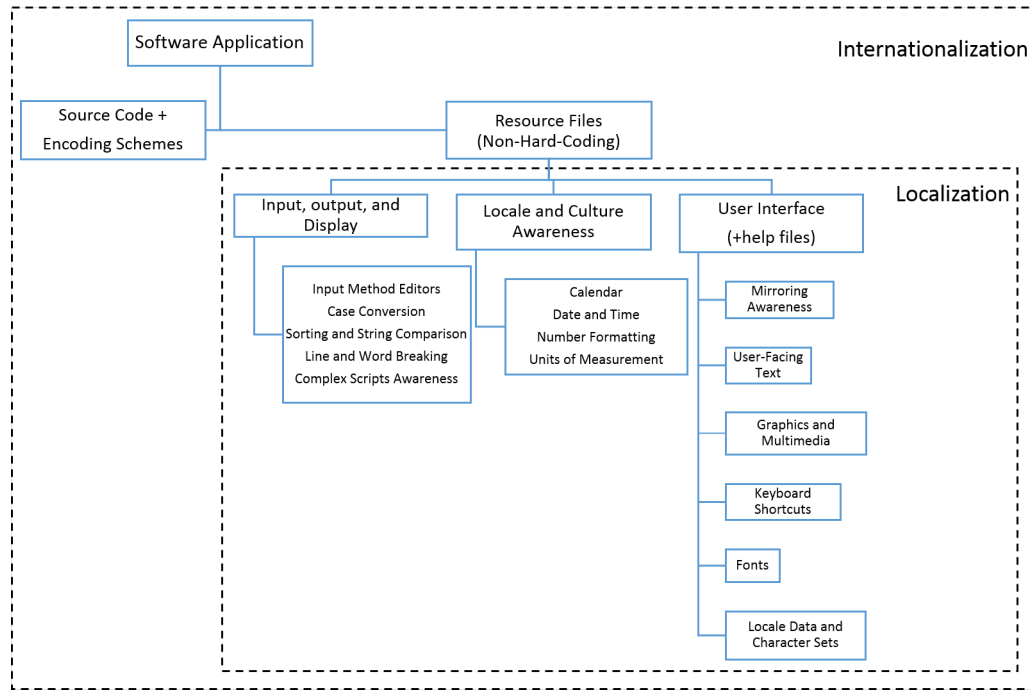 Software Application
Internationalization
Source Code +
Encoding Schemes
Resource Files
(Non-Hard-Coding)
Localization
Input, output, and
Display
Locale and Culture
Awareness
User Interface
(+help files)
Input Method Editors
Case Conversion
Sorting and String Comparison
Line and Word Breaking
Complex Scripts Awareness
Calendar
Date and Time
Number Formatting
Units of Measurement
Mirroring
Awareness
User-Facing
Text
Graphics and
Multimedia
Keyboard
Shortcuts
Fonts
Locale Data and
Character Sets